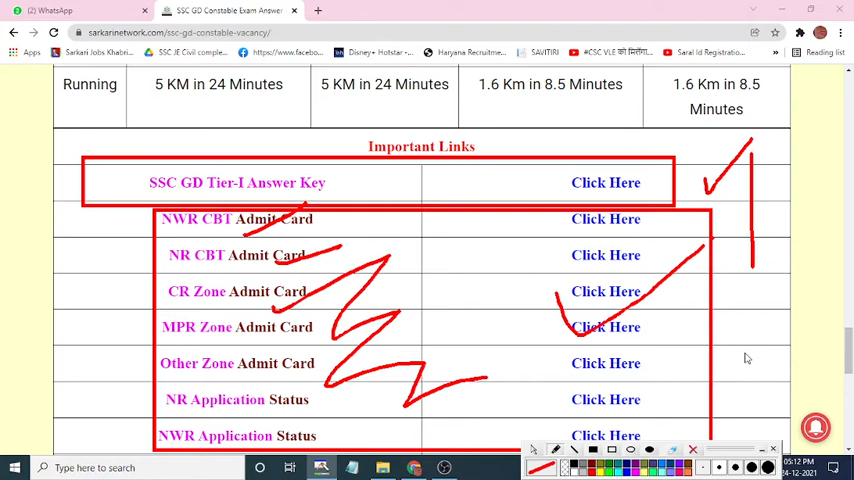 (2) WhatsApp
SSC GD Constable Exam Answer
sarkarinetwork.com/ssc-gd-constable-vacancy/
Apps Sarkari Jobs Khabri... SSC JE Civil comple... https://www.facebo... Disney+ Hotstar -... Haryana Recruitme... SAVITIRI #CSC VLE को मिलेगा... Saral Id Registratio... Reading list
Running 5 KM in 24 Minutes 5 KM in 24 Minutes 1.6 Km in 8.5 Minutes 1.6 Km in 8.5
Minutes
Important Links
SSC GD Tier-I Answer Key Click Here
NWR CBT Admit Card Click Here
NR CBT Admit Card Click Here
CR Zone Admit Card Click Here
MPR Zone Admit Card Click Here
Other Zone Admit Card Click Here
NR Application Status Click Here
NWR Application Status Click Here
Type here to search
05:12 PM
24-12-2021